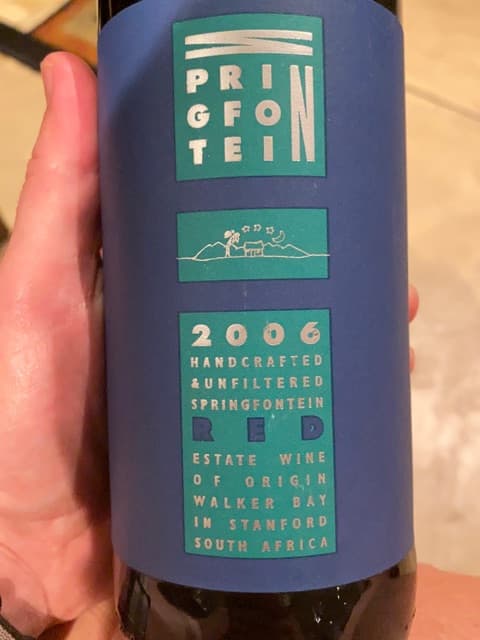 S
PRI
GFO
TEI
N
2006
HANDCRAFTED
& UNFILTERED
SPRINGFONTEIN
RED
ESTATE WINE
OF ORIGIN
WALKER BAY
IN STANFORD
SOUTH AFRICA